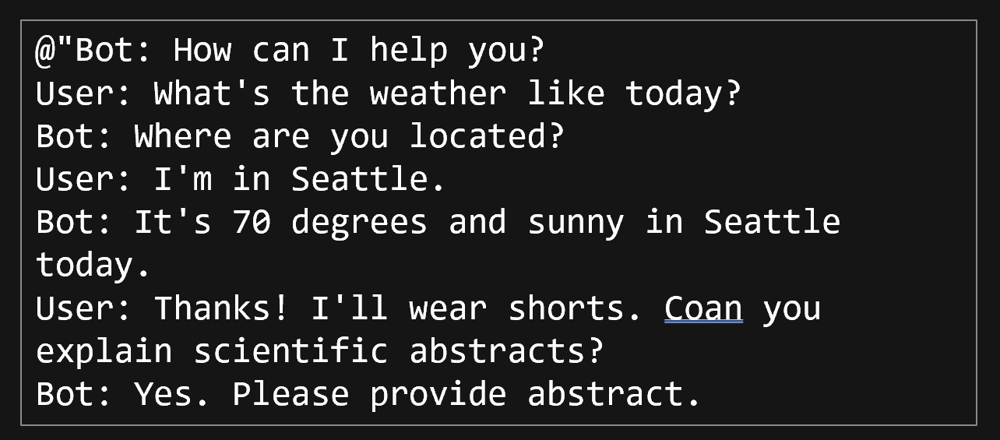 @"Bot: How can I help you?
User: What's the weather like today?
Bot: Where are you located?
User: I'm in Seattle.
Bot: It's 70 degrees and sunny in Seattle
today.
User: Thanks! I'll wear shorts. Coan you
explain scientific abstracts?
Bot: Yes. Please provide abstract.